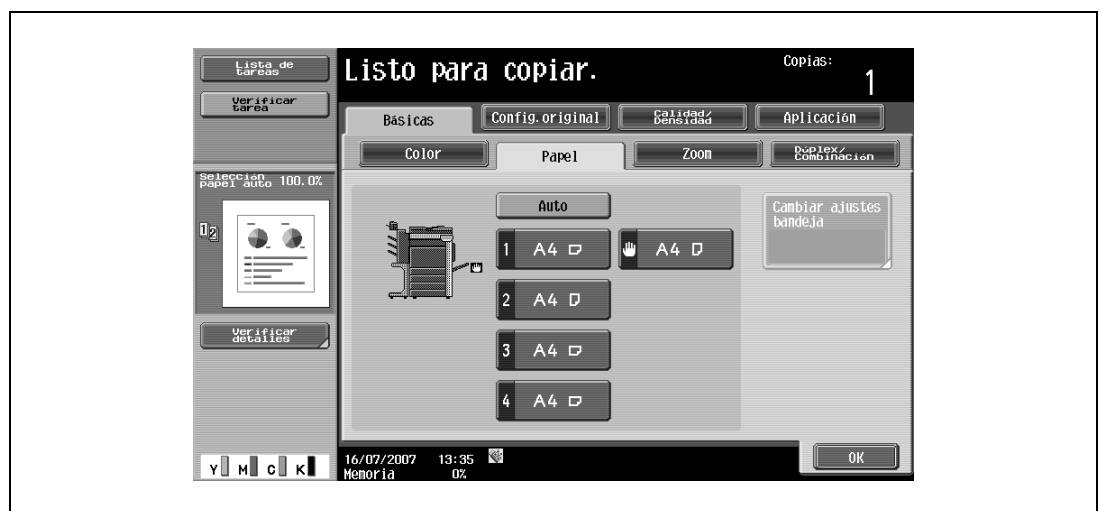 Lista de
tareas
Verificar
tarea
Listo para copiar.
Copias:
1
Básicas
Config.original
Calidad/
Densidad
Aplicación
Color
Papel
Zoom
Dúplex/
Combinación
Selección
papel auto 100.0%
1 2
Auto
Cambiar ajustes
bandeja
1 A4
A4
2 A4
3 A4
4 A4
Verificar
detalles
Y M C K
16/07/2007 13:35
Memoria 0%
OK